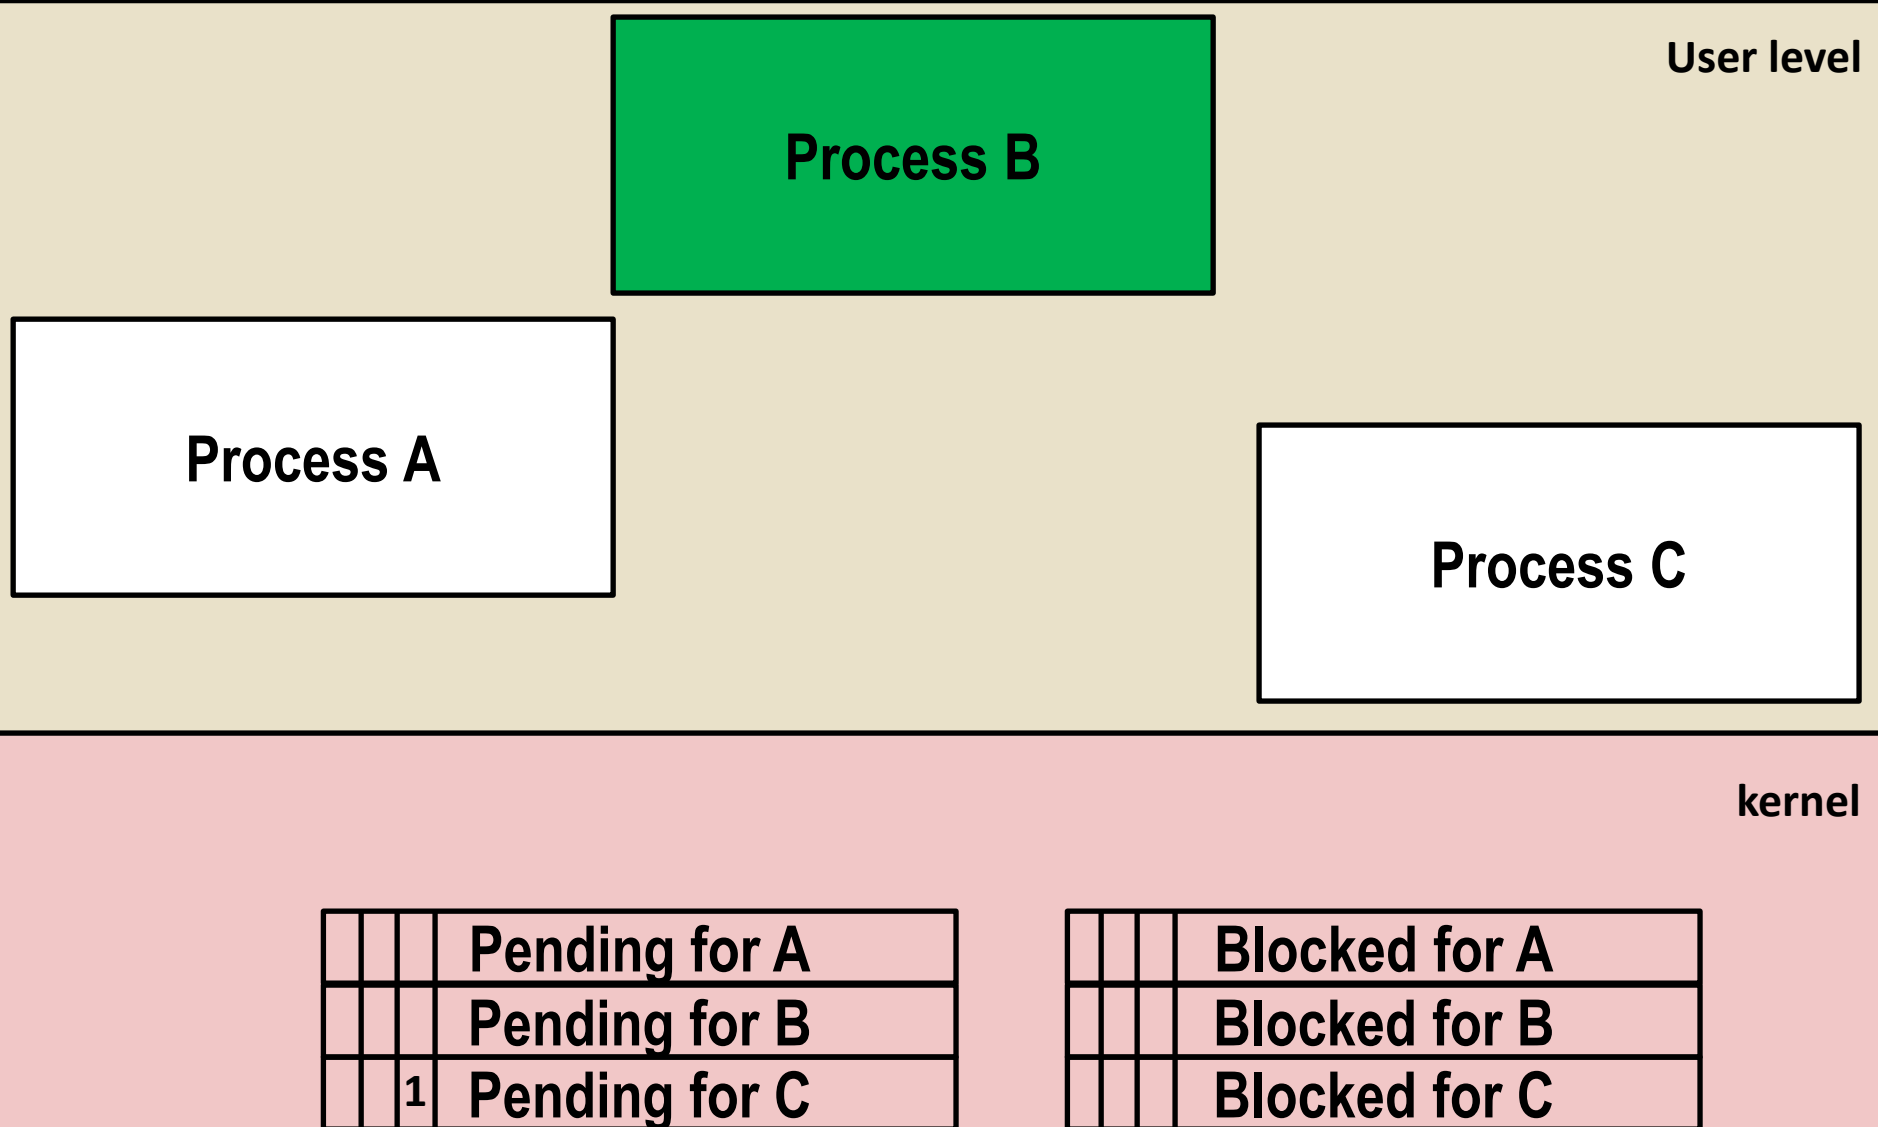 User level
Process B
Process A
Process C
kernel
Pending for A
Blocked for A
Pending for B
Blocked for B
1 Pending for C
Blocked for C